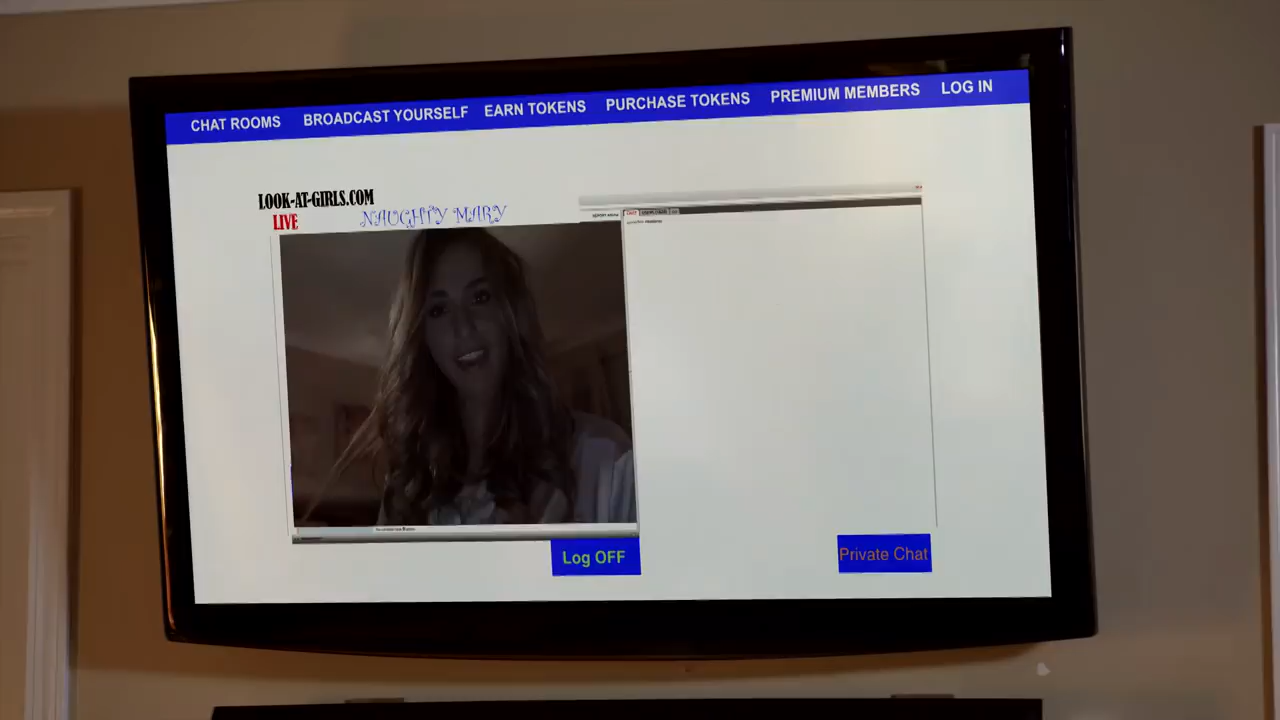 CHAT ROOMS BROADCAST YOURSELF EARN TOKENS PURCHASE TOKENS PREMIUM MEMBERS LOG IN
LOOK-AT-GIRLS.COM
LIVE NAUGHTY MARY
Log OFF Private Chat